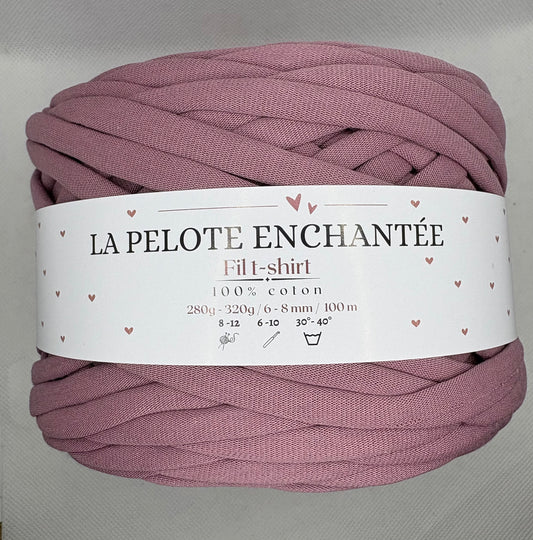 LA PELOTE ENCHANTÉE
Fil t-shirt
100% coton
280g - 320g / 6 - 8 mm / 100 m
8 -12 6 -10 30°- 40°